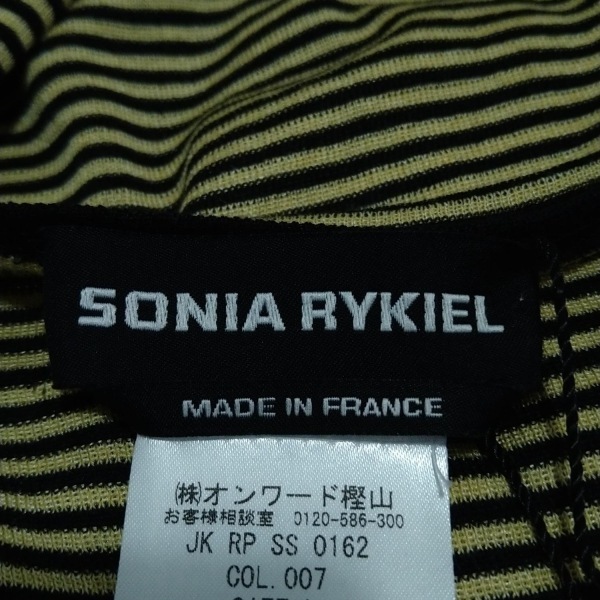 SONIA RYKIEL
MADE IN FRANCE
㈱オンワード樫山
お客様相談室 0120-586-300
JK RP SS 0162
COL.007